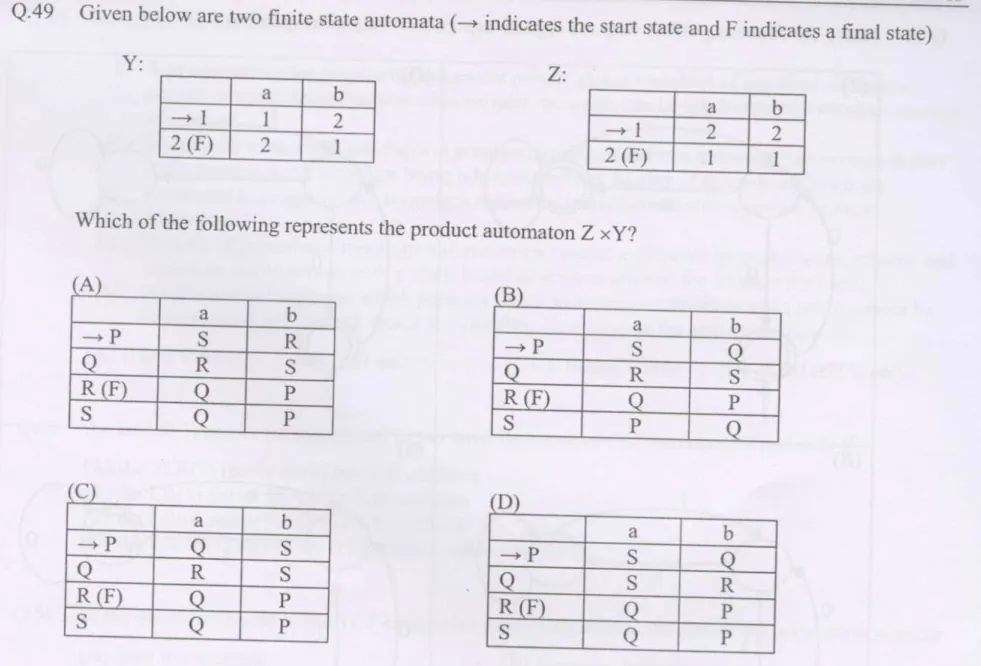 Q.49 Given below are two finite state automata (→ indicates the start state and F indicates a final state)
Y: Z:
a b
→ 1 1 2
2 (F) 2 1
a b
→ 1 2 2
2 (F) 1 1
Which of the following represents the product automaton Z ×Y?
(A)
a b
→ P S R
Q R S
R (F) Q P
S Q P
(B)
a b
→ P S Q
Q R S
R (F) Q P
S P Q
(C)
a b
→ P Q S
Q R S
R (F) Q P
S Q P
(D)
a b
→ P S Q
Q S R
R (F) Q P
S Q P